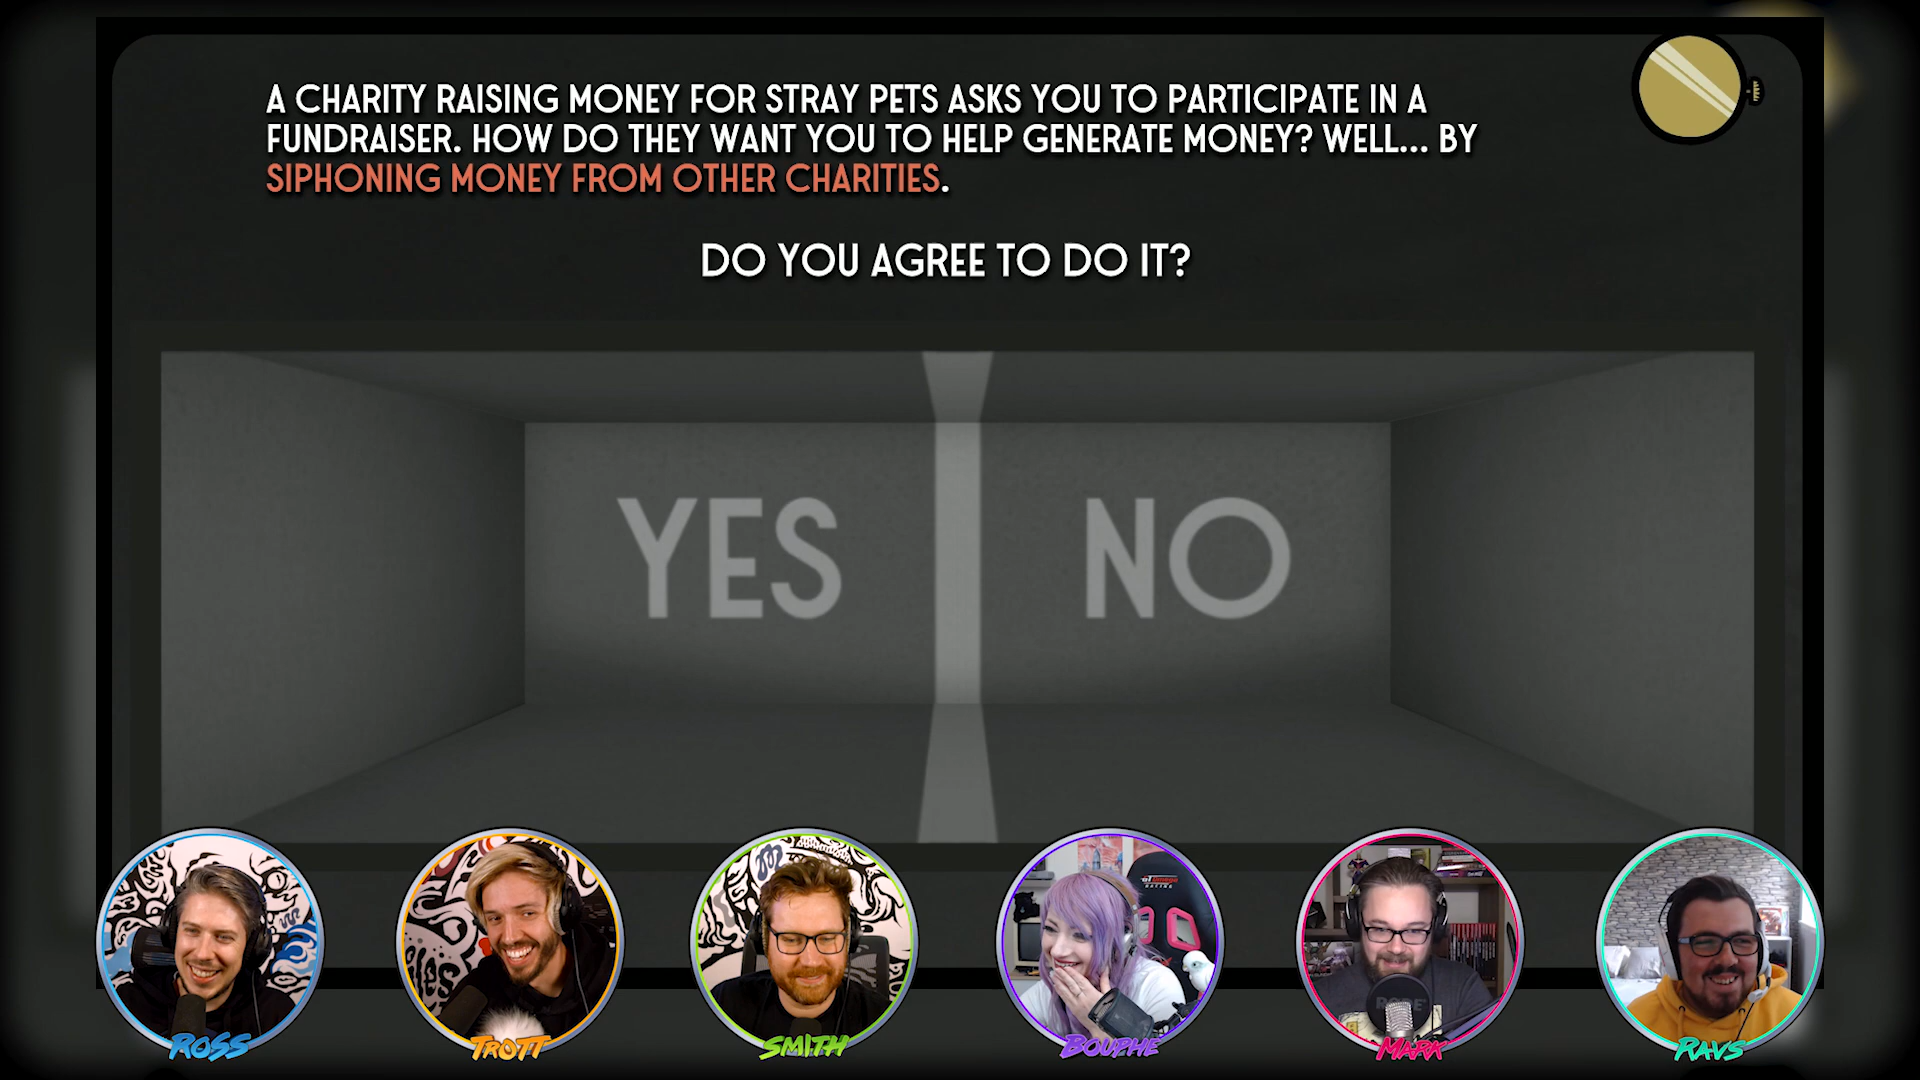 A CHARITY RAISING MONEY FOR STRAY PETS ASKS YOU TO PARTICIPATE IN A
FUNDRAISER. HOW DO THEY WANT YOU TO HELP GENERATE MONEY? WELL... BY
SIPHONING MONEY FROM OTHER CHARITIES.
DO YOU AGREE TO DO IT?
YES
NO
ROSS
TROTT
SMITH
BOUPHE
MARK
RAVS